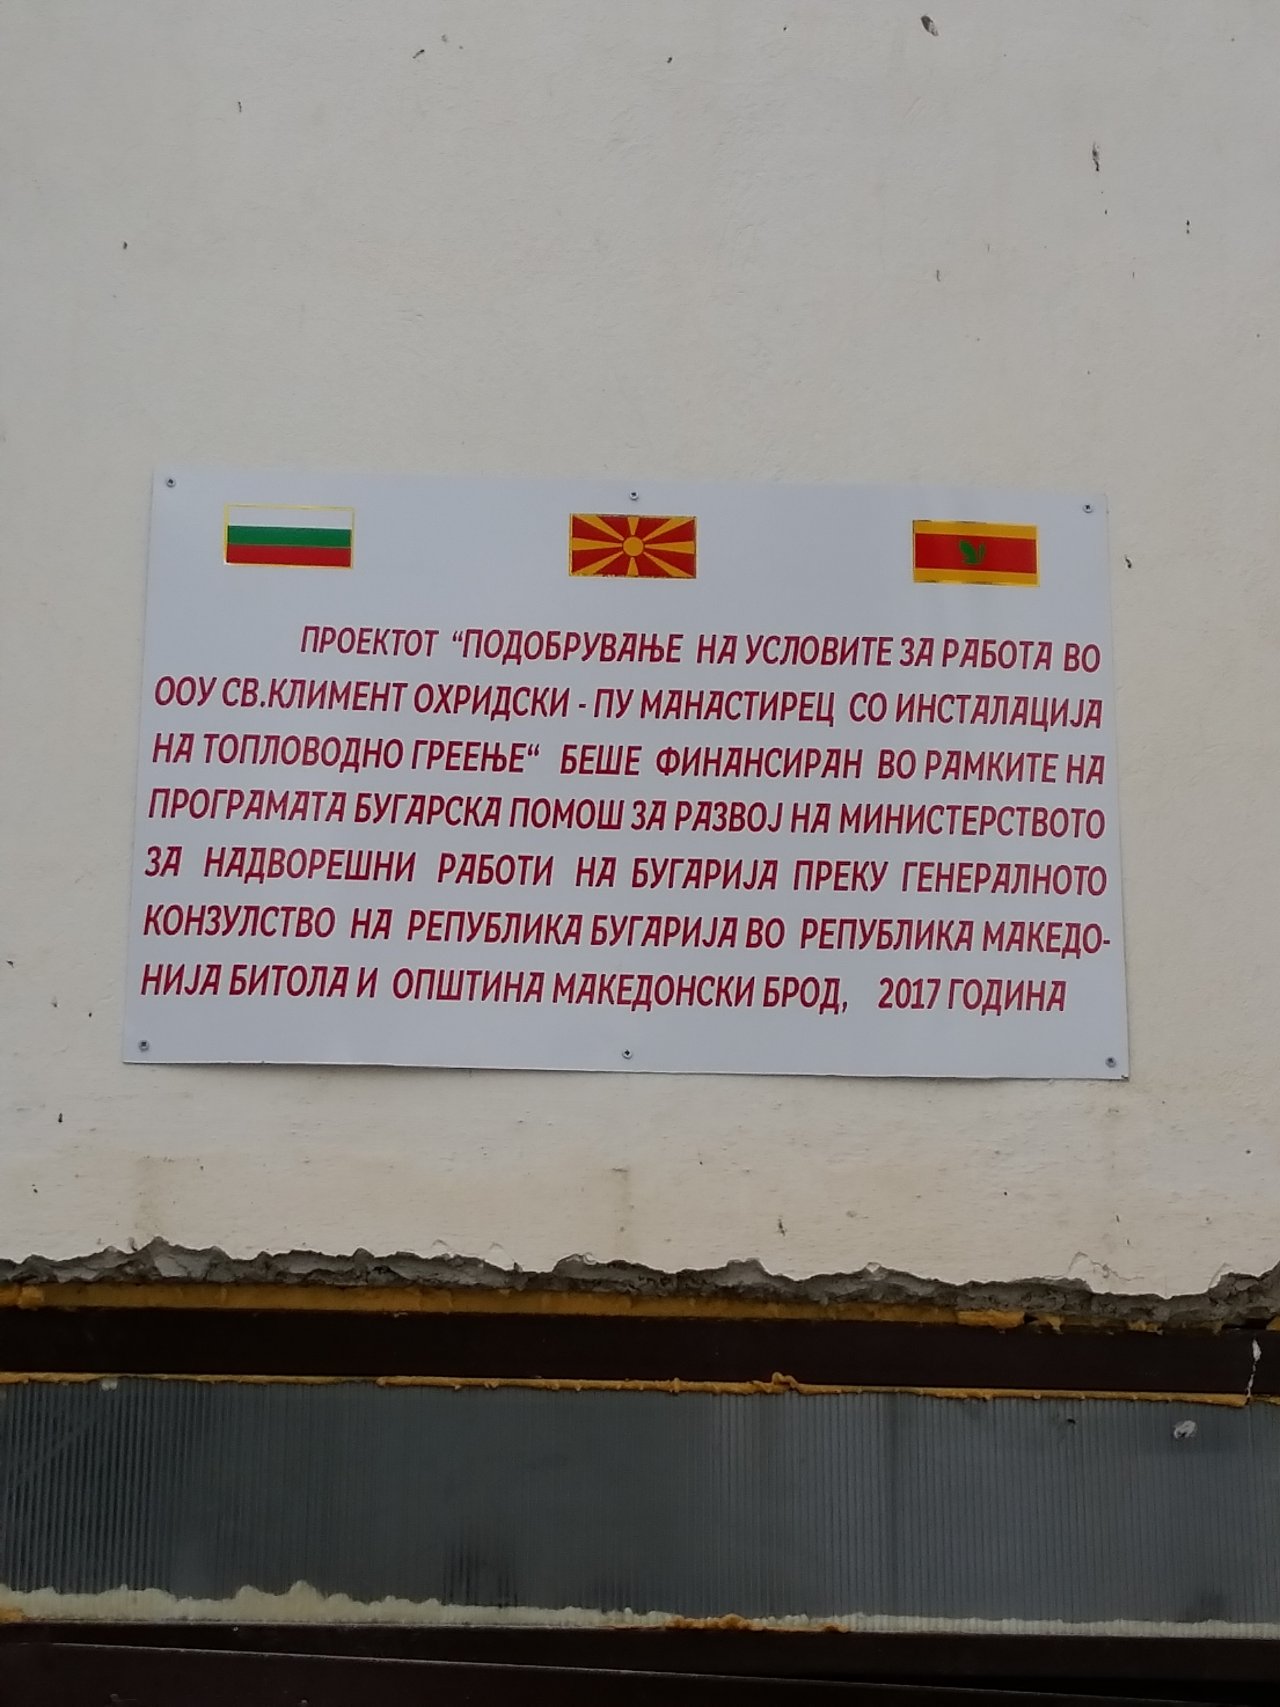 ПРОЕКТОТ “ПОДОБРУВАЊЕ НА УСЛОВИТЕ ЗА РАБОТА ВО
ООУ СВ.КЛИМЕНТ ОХРИДСКИ - ПУ МАНАСТИРЕЦ СО ИНСТАЛАЦИЈА
НА ТОПЛОВОДНО ГРЕЕЊЕ“ БЕШЕ ФИНАНСИРАН ВО РАМКИТЕ НА
ПРОГРАМАТА БУГАРСКА ПОМОШ ЗА РАЗВОЈ НА МИНИСТЕРСТВОТО
ЗА НАДВОРЕШНИ РАБОТИ НА БУГАРИЈА ПРЕКУ ГЕНЕРАЛНОТО
КОНЗУЛСТВО НА РЕПУБЛИКА БУГАРИЈА ВО РЕПУБЛИКА МАКЕДО-
НИЈА БИТОЛА И ОПШТИНА МАКЕДОНСКИ БРОД, 2017 ГОДИНА